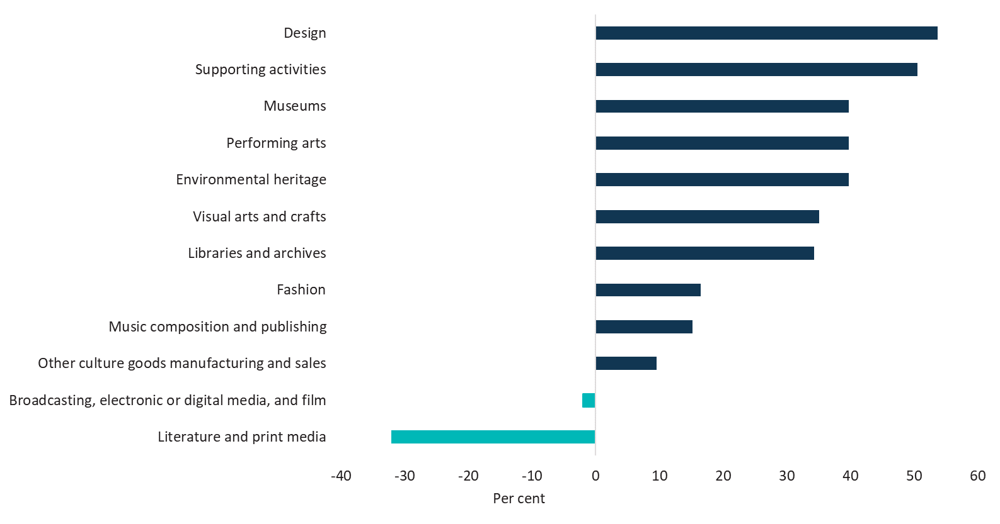 Design
Supporting activities
Museums
Performing arts
Environmental heritage
Visual arts and crafts
Libraries and archives
Fashion
Music composition and publishing
Other culture goods manufacturing and sales
Broadcasting, electronic or digital media, and film
Literature and print media
-40 -30 -20 -10 0 10 20 30 40 50 60
Per cent